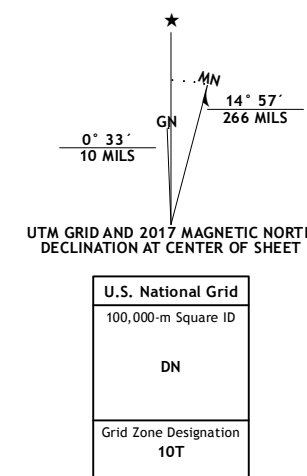 MN
GN
14° 57´
266 MILS
0° 33´
10 MILS
UTM GRID AND 2017 MAGNETIC NORTH
DECLINATION AT CENTER OF SHEET
U.S. National Grid
100,000-m Square ID
DN
Grid Zone Designation
10T